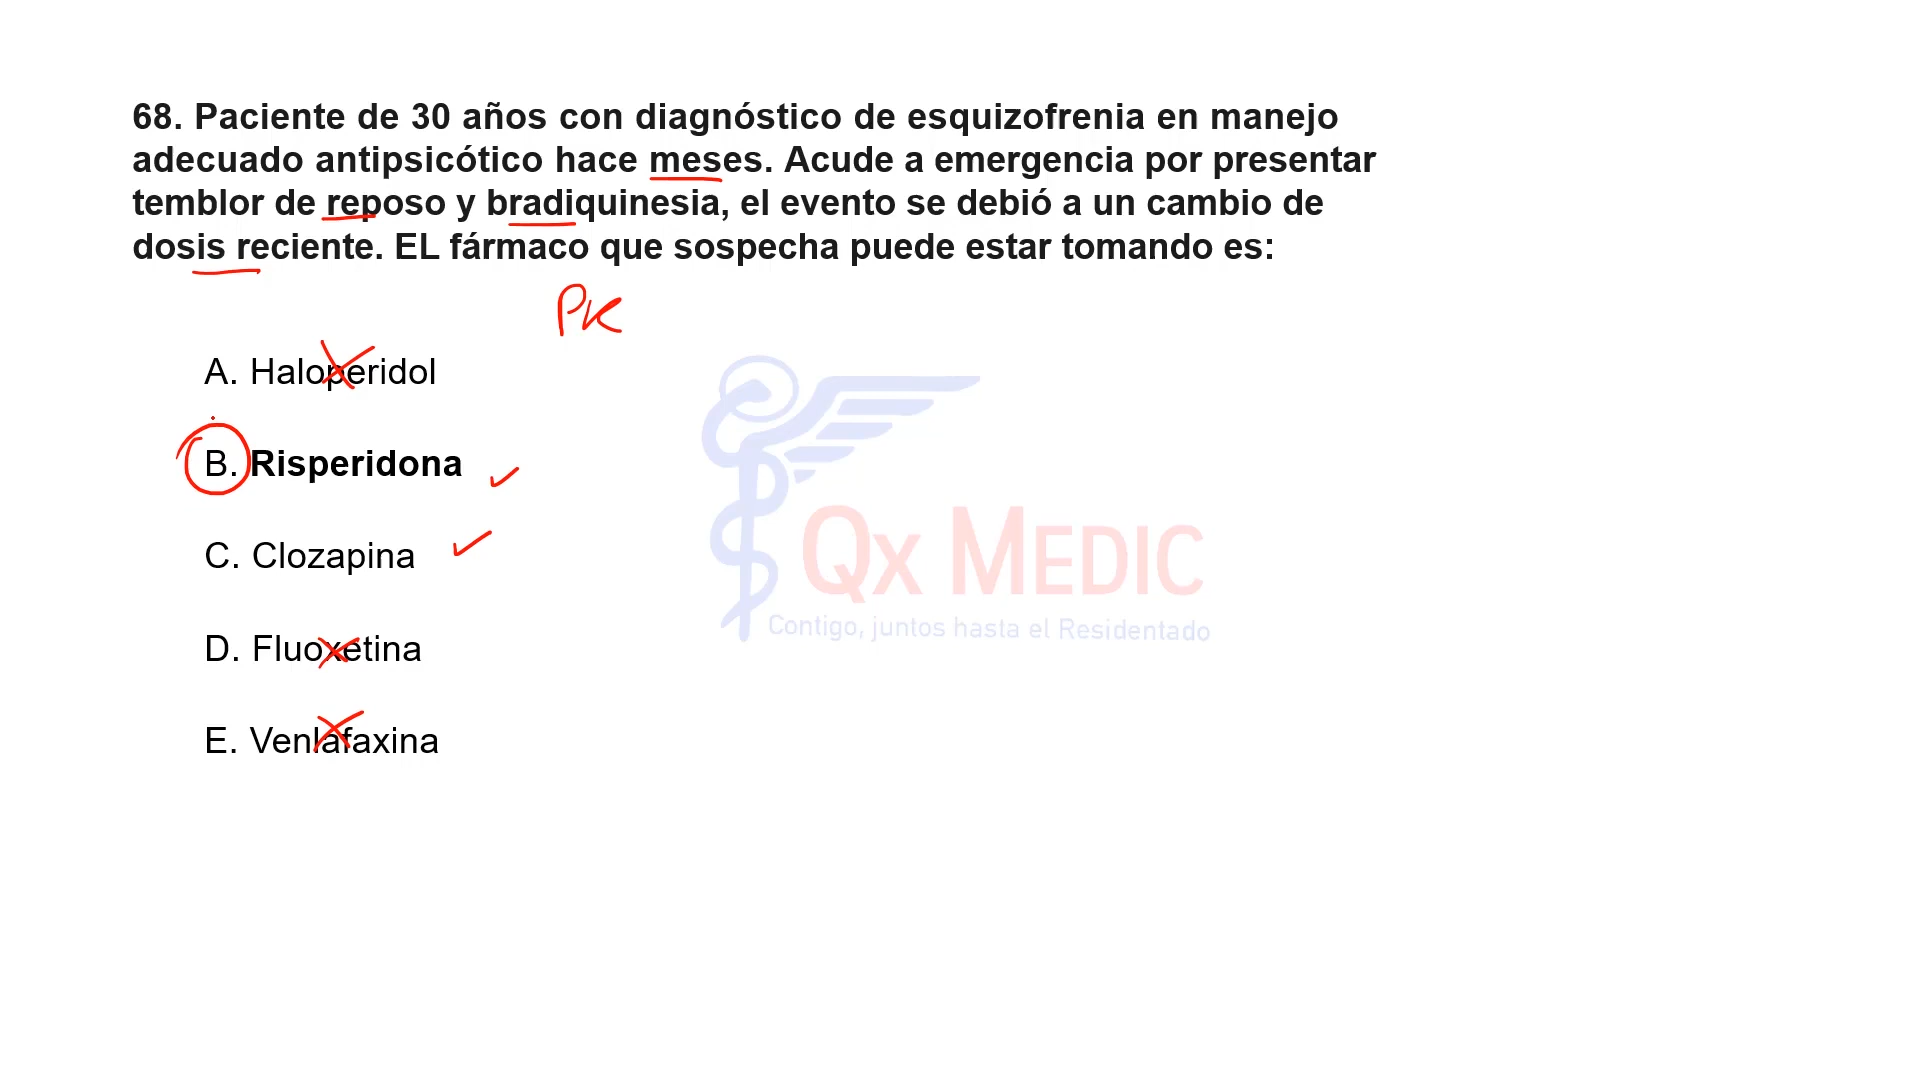 68. Paciente de 30 años con diagnóstico de esquizofrenia en manejo
adecuado antipsicótico hace meses. Acude a emergencia por presentar
temblor de reposo y bradiquinesia, el evento se debió a un cambio de
dosis reciente. EL fármaco que sospecha puede estar tomando es:
PK
A. Haloperidol
B. Risperidona
C. Clozapina
D. Fluoxetina
E. Venlafaxina
Qx MEDIC
Contigo, juntos hasta el Residentado